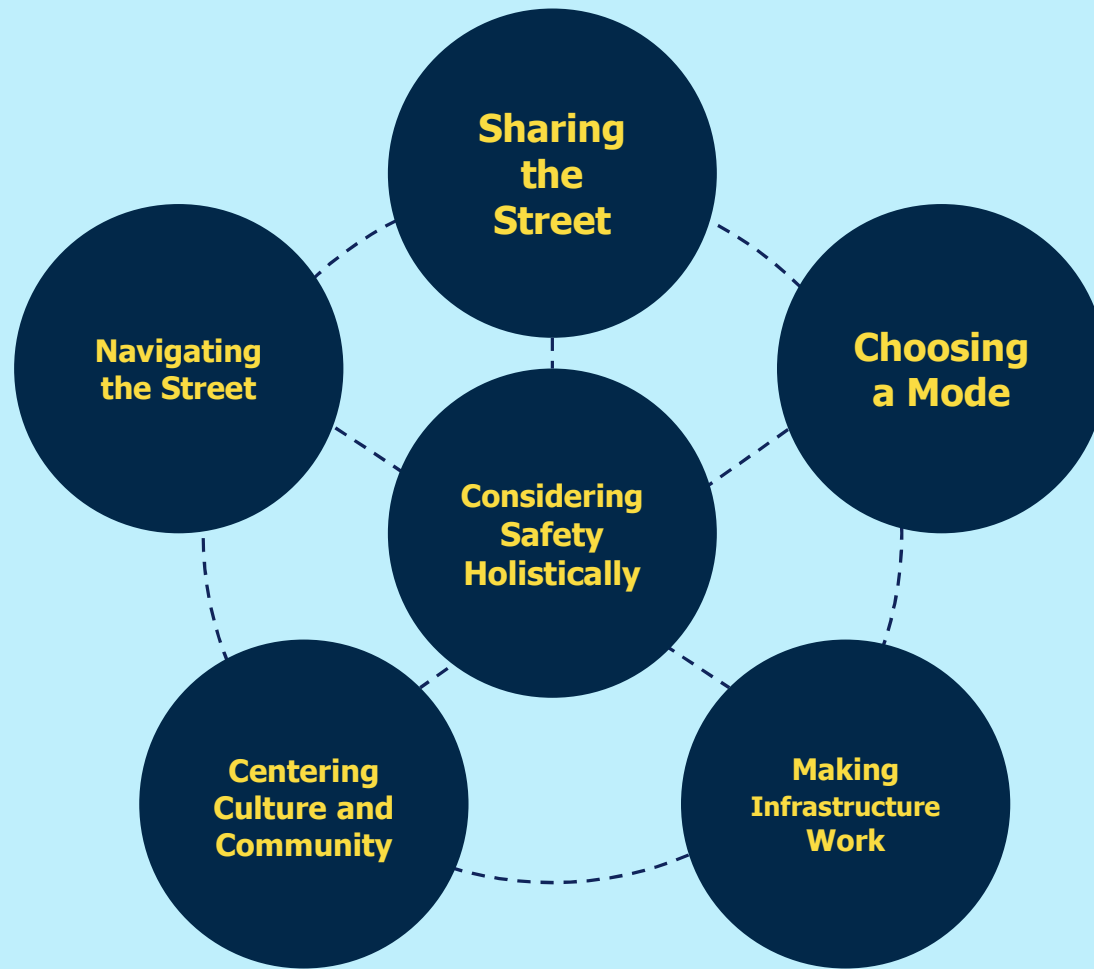 Sharing
the
Street
Navigating
the Street
Choosing
a Mode
Considering
Safety
Holistically
Centering
Culture and
Community
Making
Infrastructure
Work